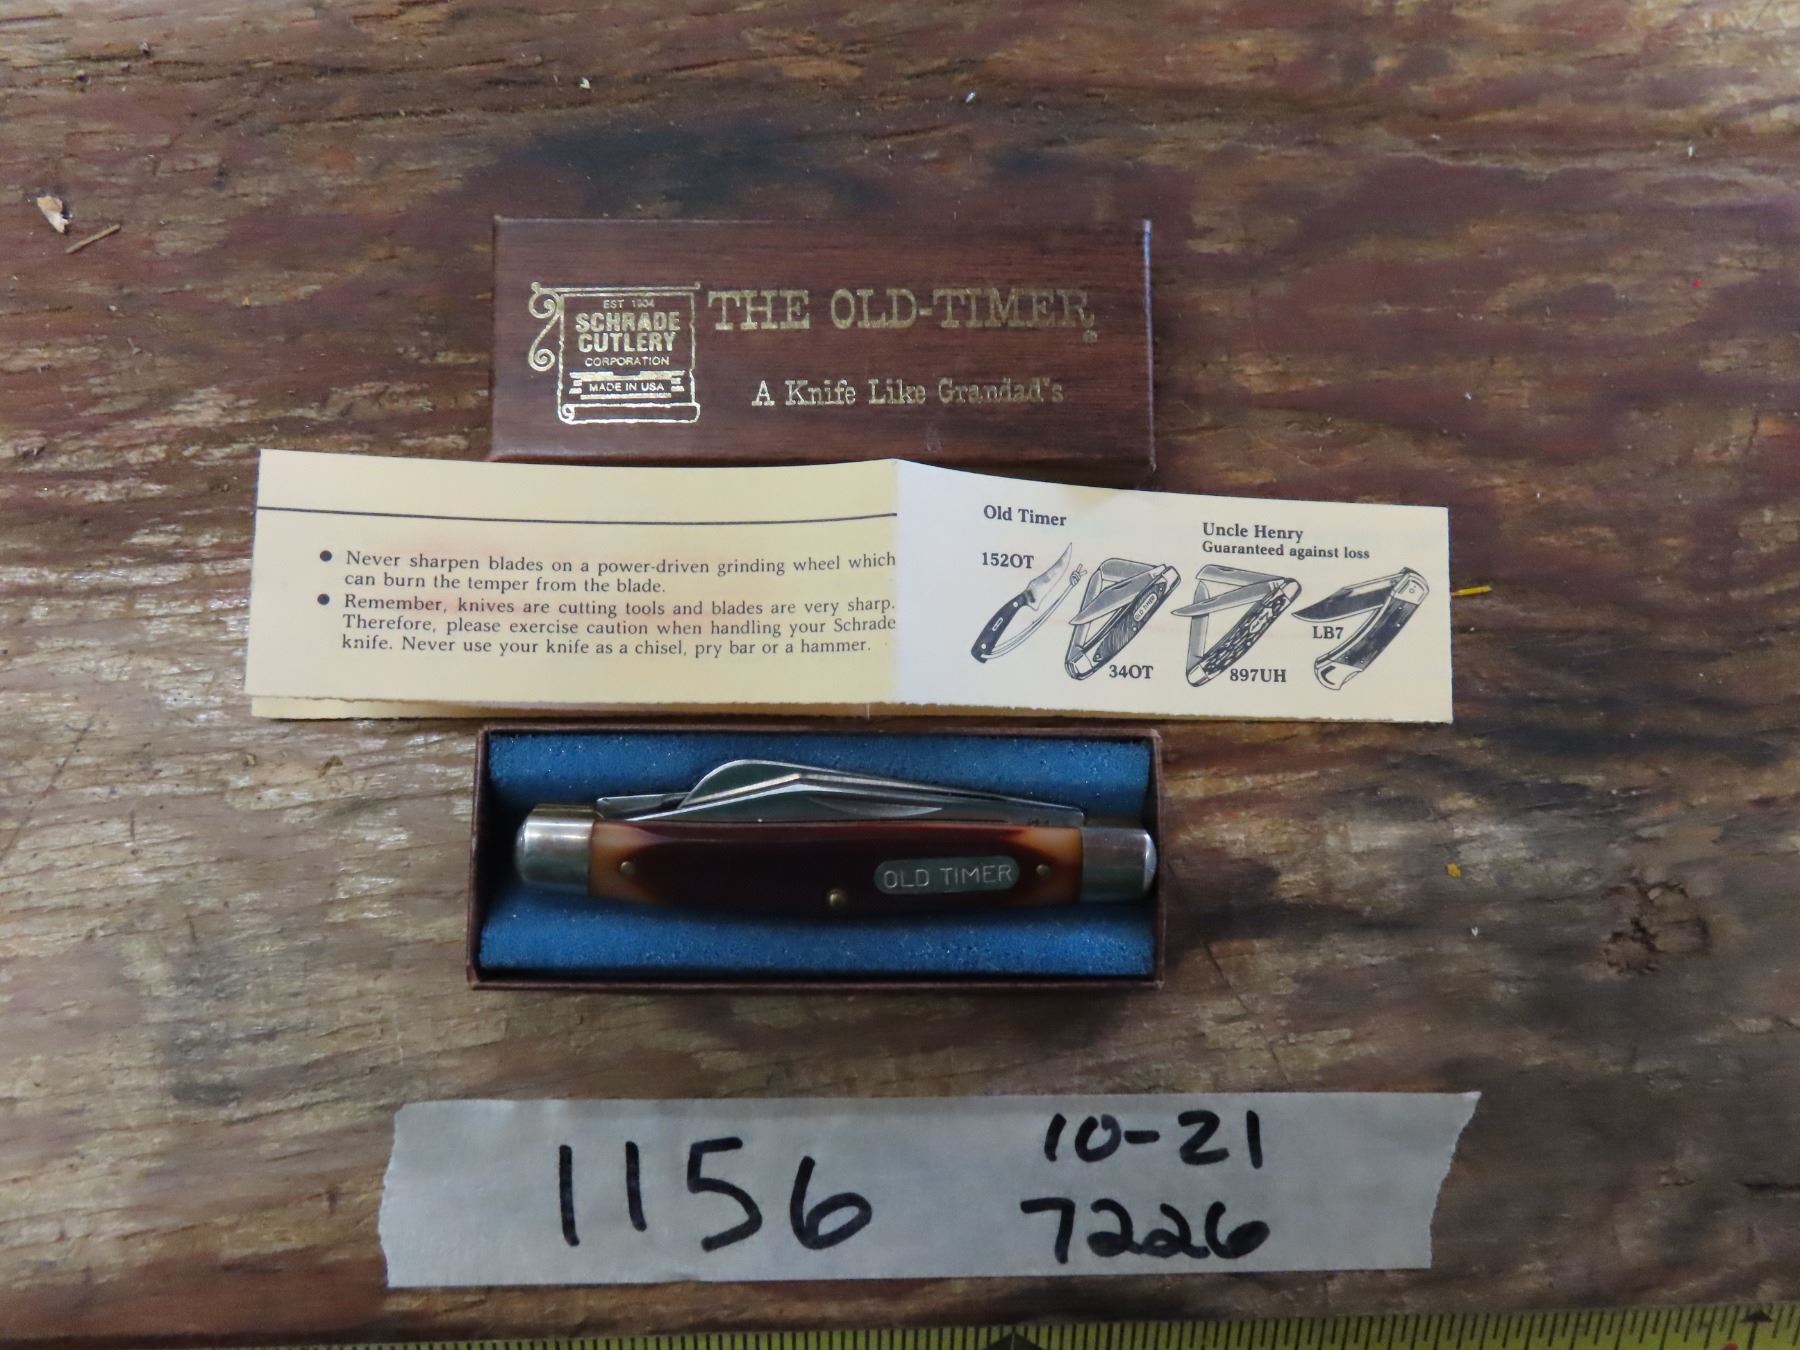 EST 1904
SCHRADE
CUTLERY
CORPORATION
MADE IN USA
THE OLD-TIMER
®
A Knife Like Grandad's
● Never sharpen blades on a power-driven grinding wheel which
can burn the temper from the blade.
● Remember, knives are cutting tools and blades are very sharp.
Therefore, please exercise caution when handling your Schrade
knife. Never use your knife as a chisel, pry bar or a hammer.
Old Timer
152OT
34OT
Uncle Henry
Guaranteed against loss
897UH
LB7
OLD TIMER
OLD TIMER
1156
10-21
7226
7